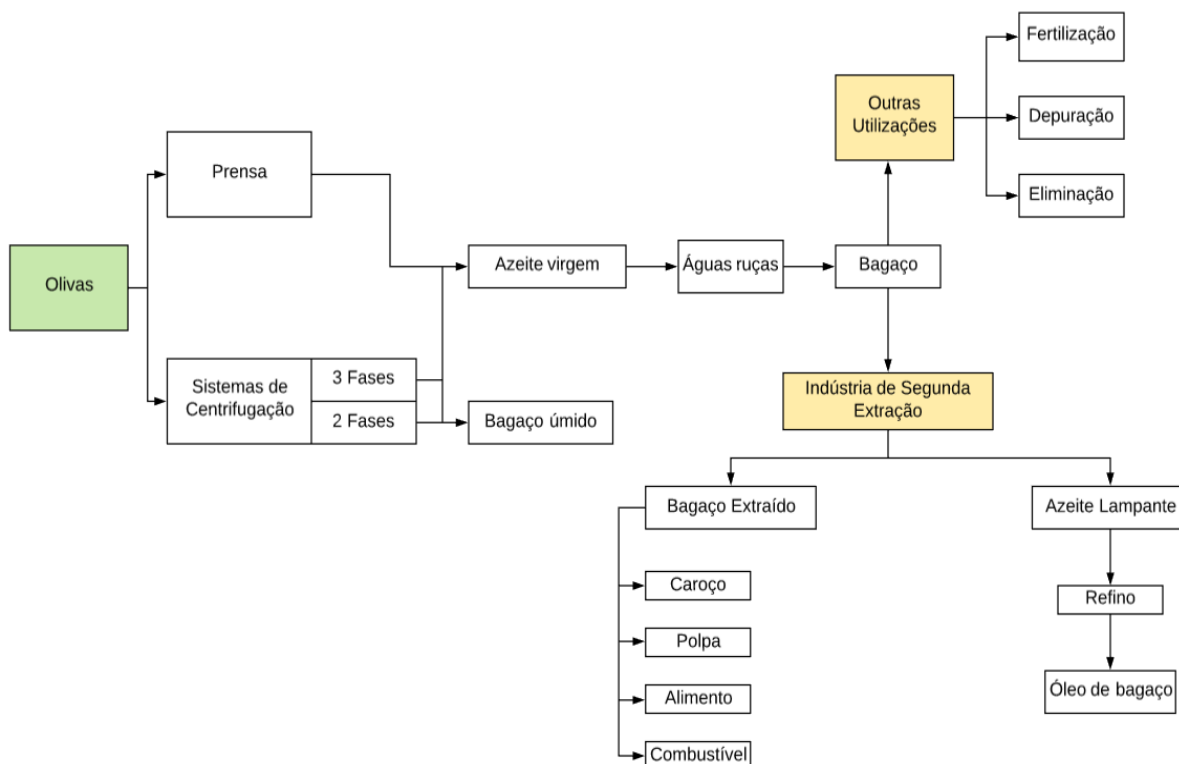 Fertilização
Outras
Utilizações
Depuração
Prensa
Eliminação
Olivas
Azeite virgem
Águas ruças
Bagaço
Sistemas de
Centrifugação
3 Fases
2 Fases
Bagaço úmido
Indústria de Segunda
Extração
Bagaço Extraído
Azeite Lampante
Caroço
Refino
Polpa
Óleo de bagaço
Alimento
Combustível